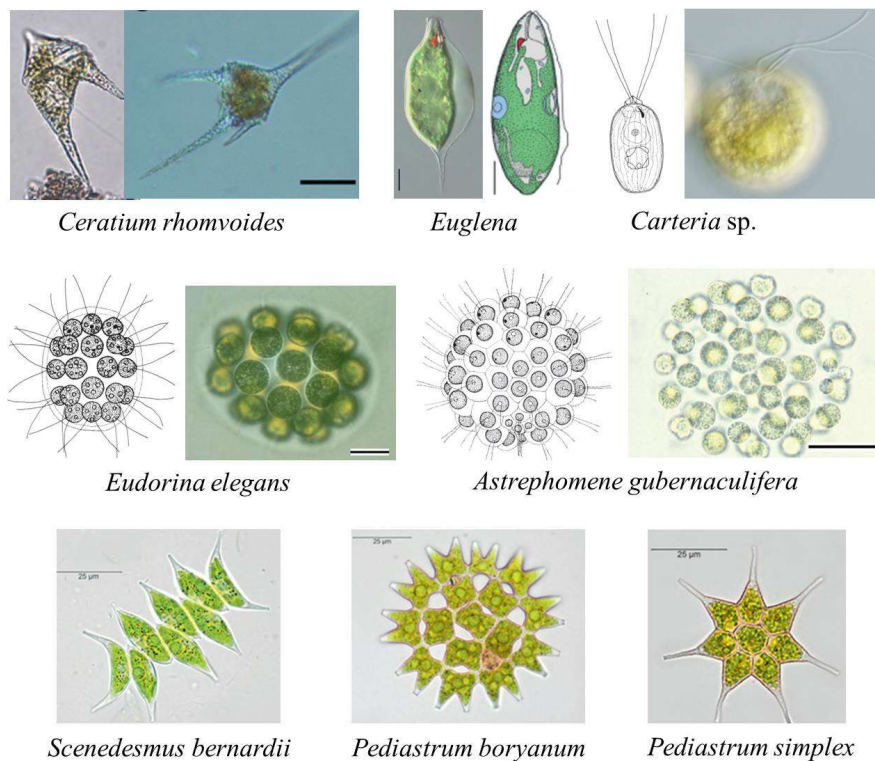 Ceratium rhomvoides
Euglena
Carteria sp.
Eudorina elegans
Astrephomene gubernaculifera
25 µm
25 µm
25 µm
Scenedesmus bernardii
Pediastrum boryanum
Pediastrum simplex